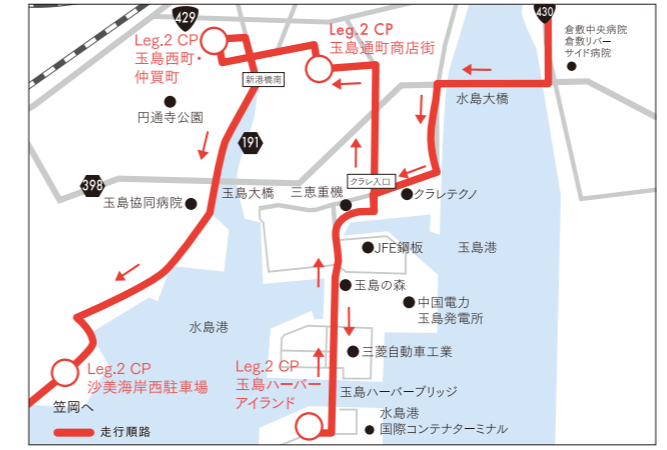 429
430
Leg.2 CP
玉島西町・
仲買町
Leg.2 CP
玉島通町商店街
倉敷中央病院
倉敷リバー
サイド病院
新港橋南
水島大橋
円通寺公園
191
398
クラレ入口
玉島大橋
三恵重機
クラレテクノ
玉島協同病院
JFE鋼板
玉島港
玉島の森
中国電力
玉島発電所
水島港
三菱自動車工業
Leg.2 CP
沙美海岸西駐車場
Leg.2 CP
玉島ハーバー
アイランド
玉島ハーバーブリッジ
笠岡へ
水島港
国際コンテナターミナル
走行順路